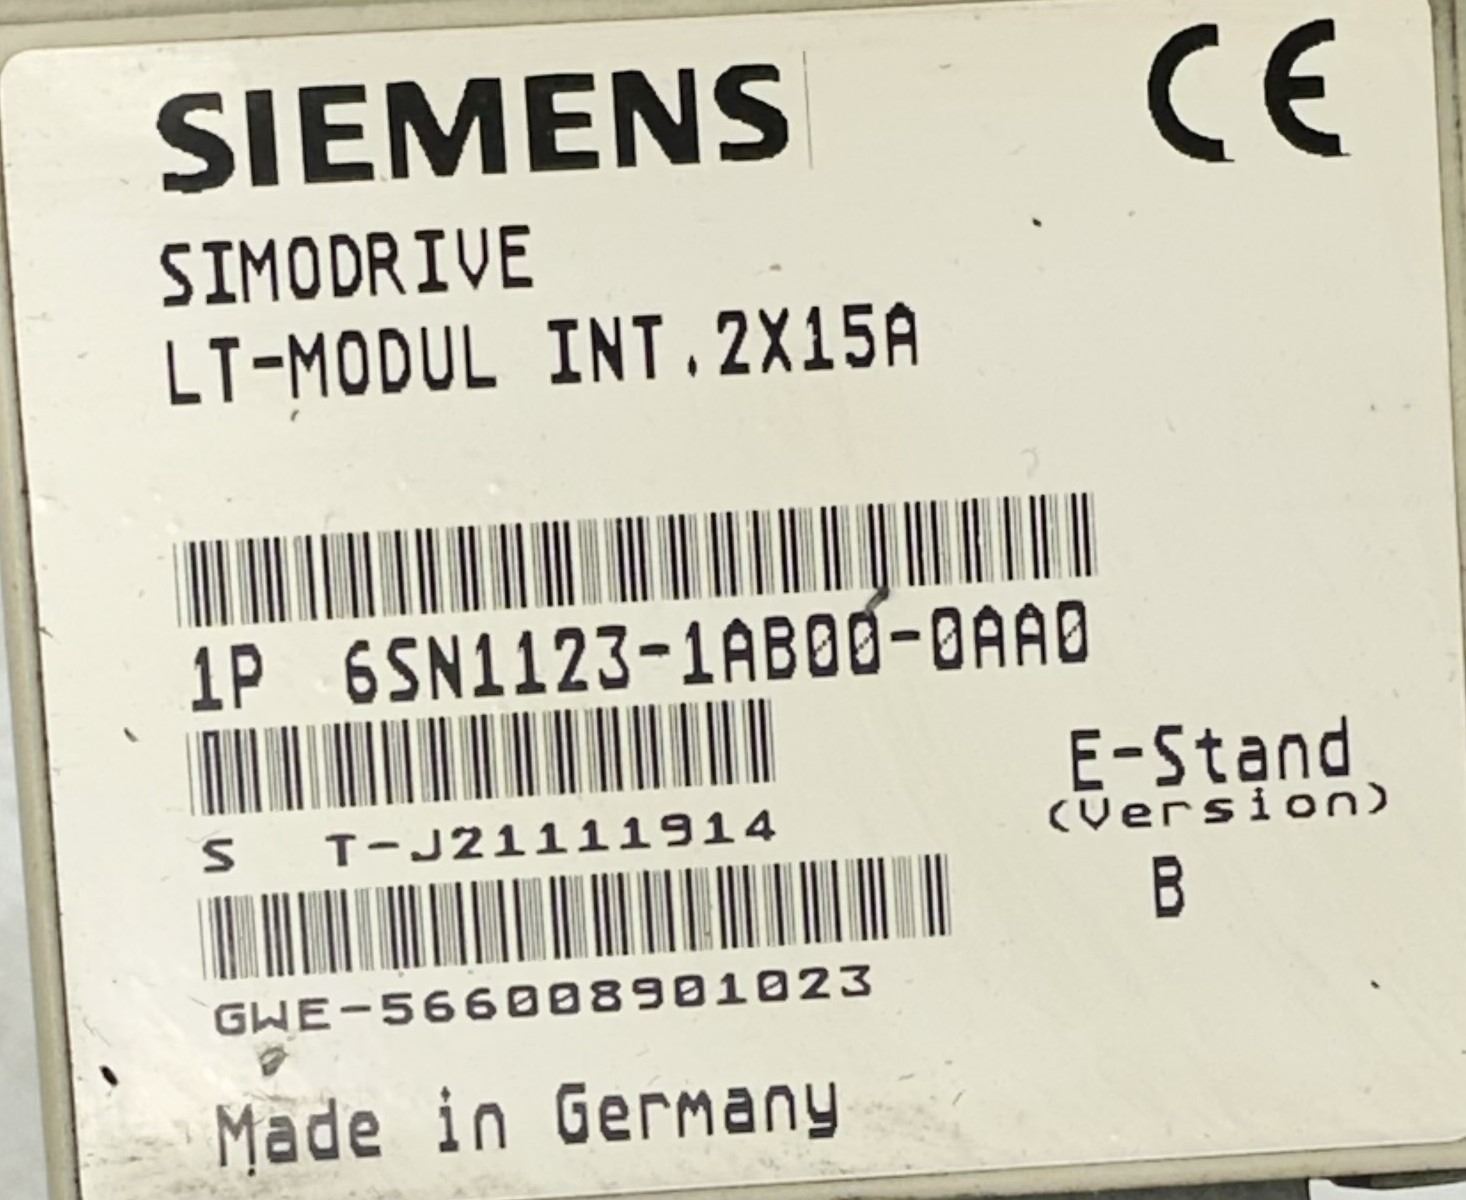 SIEMENS CE
SIMODRIVE
LT-MODUL INT.2X15A
1P 6SN1123-1AB00-0AA0
S T-J21111914
E-Stand
(Version)
B
GWE-566008901023
Made in Germany